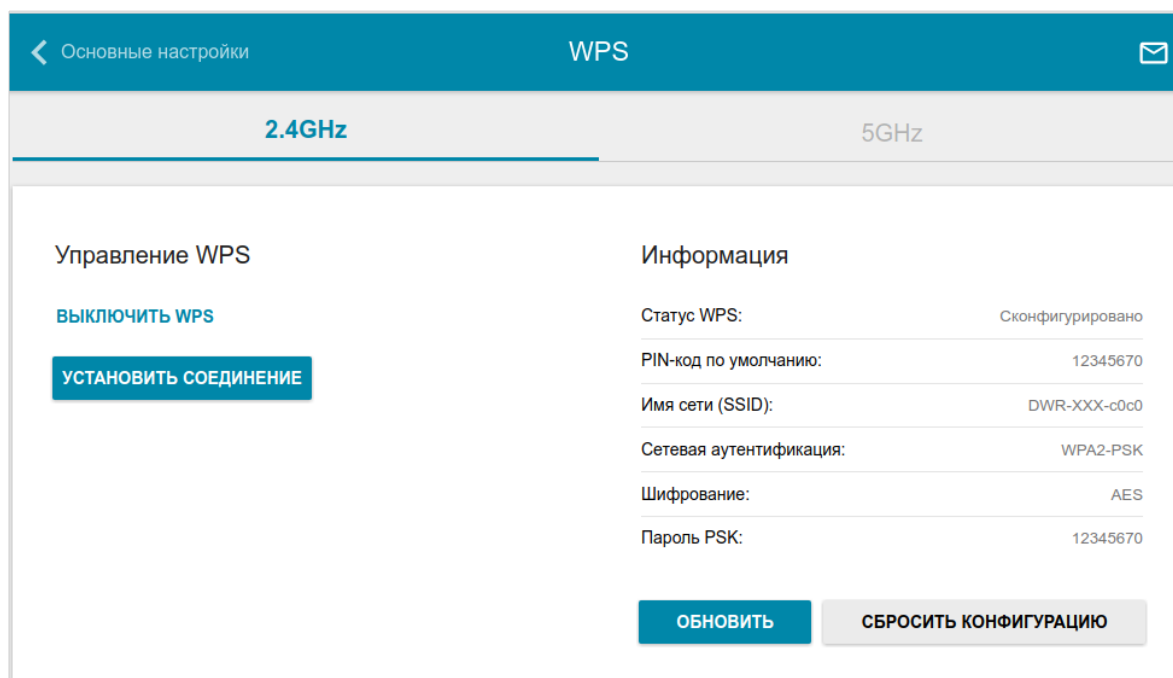 Основные настройки
WPS
2.4GHz
5GHz
Управление WPS
ВЫКЛЮЧИТЬ WPS
УСТАНОВИТЬ СОЕДИНЕНИЕ
Информация
Статус WPS: Сконфигурировано
PIN-код по умолчанию: 12345670
Имя сети (SSID): DWR-XXX-c0c0
Сетевая аутентификация: WPA2-PSK
Шифрование: AES
Пароль PSK: 12345670
ОБНОВИТЬ
СБРОСИТЬ КОНФИГУРАЦИЮ